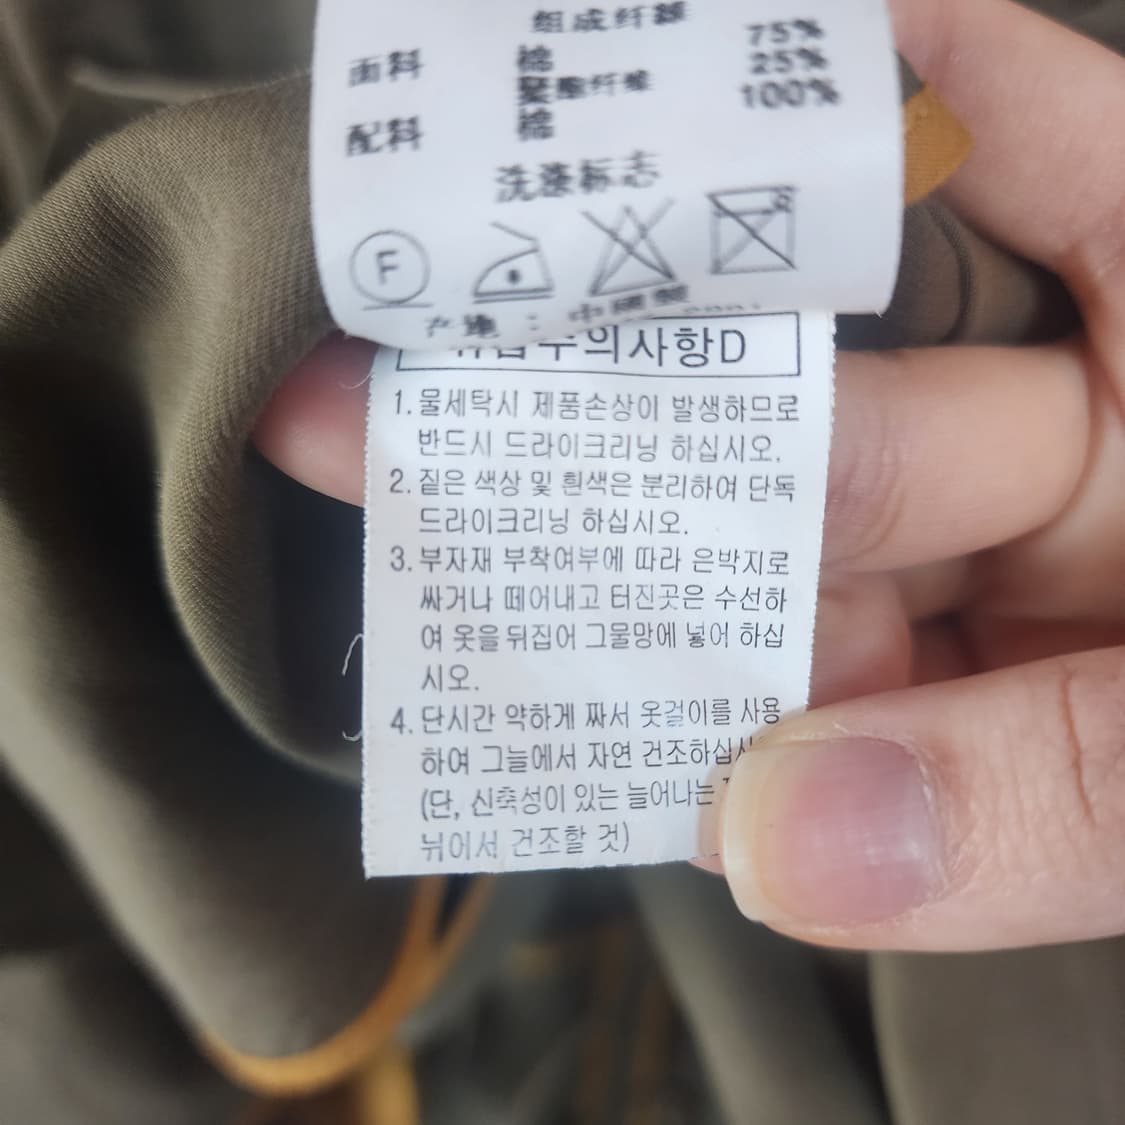 组成纤维
面料 棉 75%
聚酯纤维 25%
配料 棉 100%
洗涤标志
F
产地 : 中國製
취급주의사항D
1. 물세탁시 제품손상이 발생하므로
반드시 드라이크리닝 하십시오.
2. 짙은 색상 및 흰색은 분리하여 단독
드라이크리닝 하십시오.
3. 부자재 부착여부에 따라 은박지로
싸거나 떼어내고 터진곳은 수선하
여 옷을 뒤집어 그물망에 넣어 하십
시오.
4. 단시간 약하게 짜서 옷걸이를 사용
하여 그늘에서 자연 건조하십시
(단, 신축성이 있는 늘어나는
뉘어서 건조할 것)